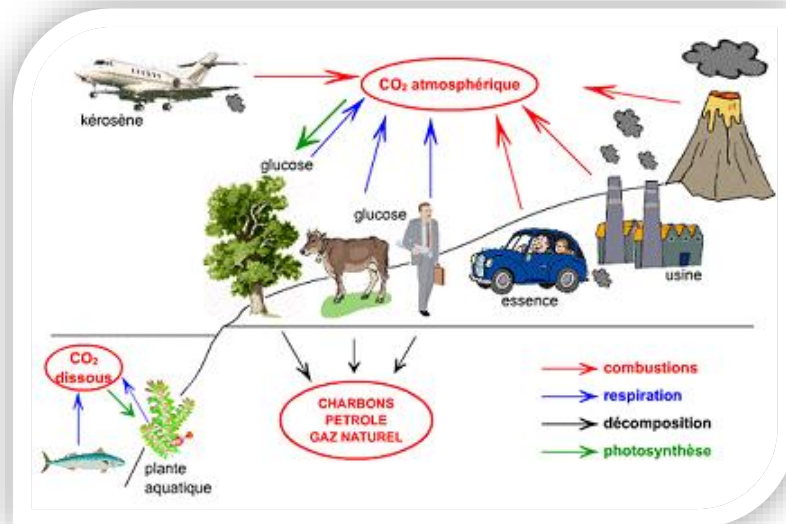 CO₂ atmosphérique
kérosène
glucose
glucose
essence
usine
CO₂
dissous
plante
aquatique
CHARBONS
PETROLE
GAZ NATUREL
combustions
respiration
décomposition
photosynthèse